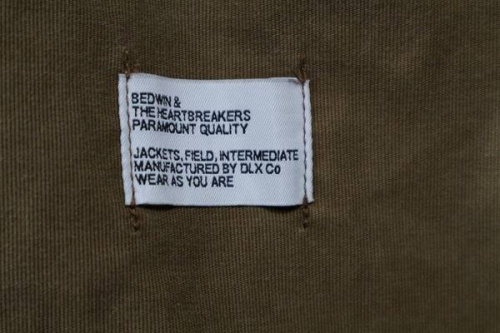 BEDWIN &
THE HEARTBREAKERS
PARAMOUNT QUALITY
JACKETS, FIELD, INTERMEDIATE
MANUFACTURED BY DLX Co
WEAR AS YOU ARE